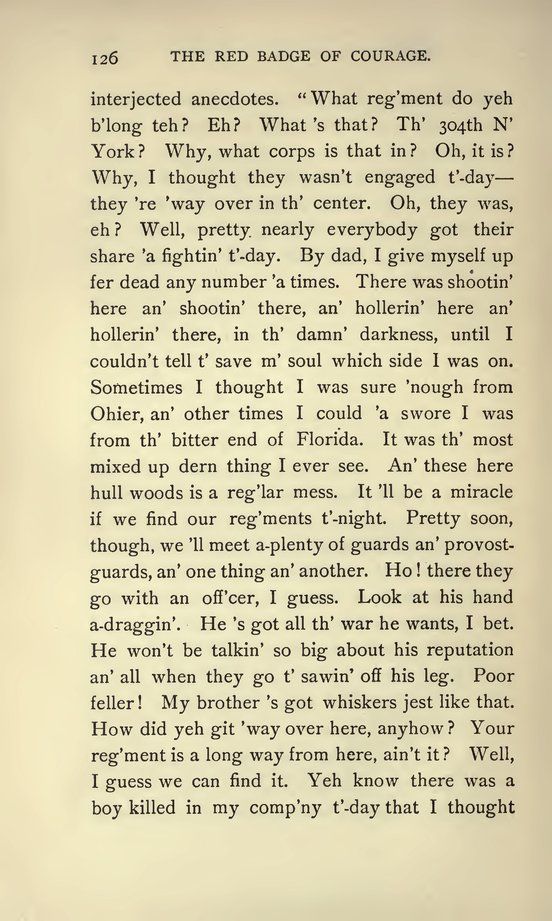 126 THE RED BADGE OF COURAGE.
interjected anecdotes. “What reg'ment do yeh
b'long teh? Eh? What 's that? Th' 304th N'
York? Why, what corps is that in? Oh, it is?
Why, I thought they wasn't engaged t'-day—
they 're 'way over in th' center. Oh, they was,
eh? Well, pretty nearly everybody got their
share 'a fightin' t'-day. By dad, I give myself up
fer dead any number 'a times. There was shootin'
here an' shootin' there, an' hollerin' here an'
hollerin' there, in th' damn' darkness, until I
couldn't tell t' save m' soul which side I was on.
Sometimes I thought I was sure 'nough from
Ohier, an' other times I could 'a swore I was
from th' bitter end of Florida. It was th' most
mixed up dern thing I ever see. An' these here
hull woods is a reg'lar mess. It 'll be a miracle
if we find our reg'ments t'-night. Pretty soon,
though, we 'll meet a-plenty of guards an' provost-
guards, an' one thing an' another. Ho! there they
go with an off'cer, I guess. Look at his hand
a-draggin'. He 's got all th' war he wants, I bet.
He won't be talkin' so big about his reputation
an' all when they go t' sawin' off his leg. Poor
feller! My brother 's got whiskers jest like that.
How did yeh git 'way over here, anyhow? Your
reg'ment is a long way from here, ain't it? Well,
I guess we can find it. Yeh know there was a
boy killed in my comp'ny t'-day that I thought